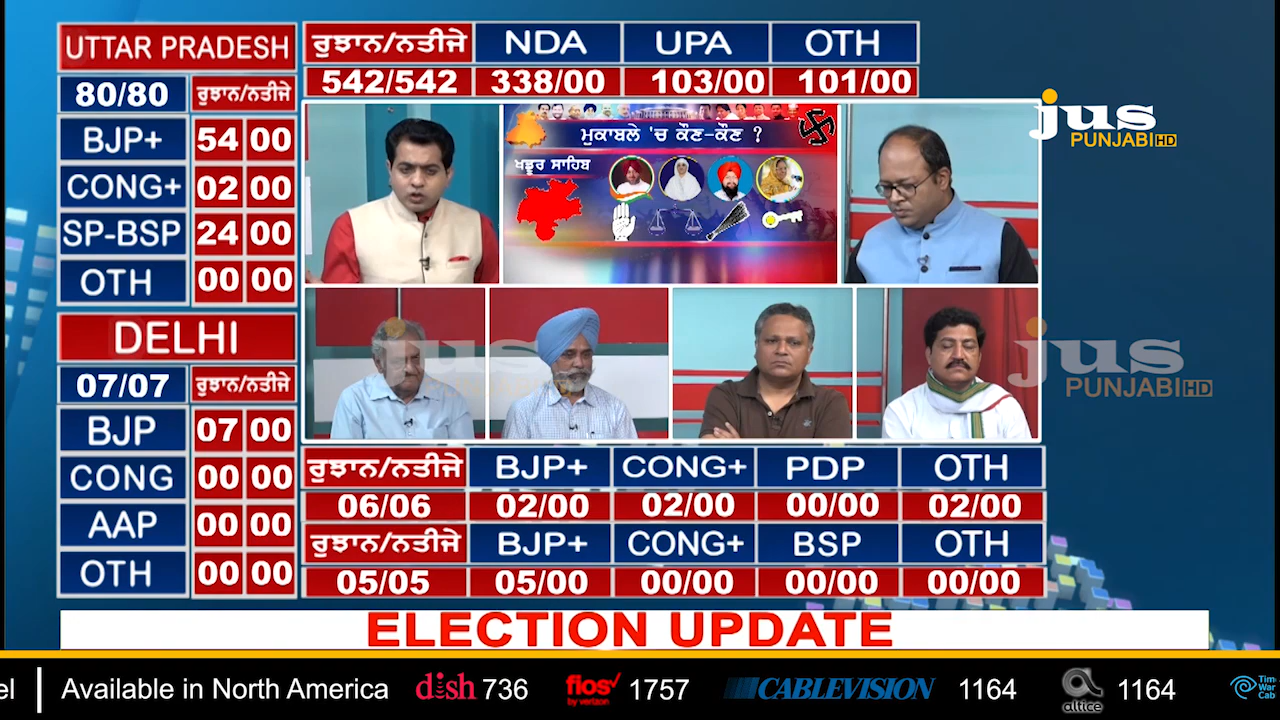 UTTAR PRADESH
80/80 ਰੁਝਾਨ/ਨਤੀਜੇ
BJP+ 54 00
CONG+ 02 00
SP-BSP 24 00
OTH 00 00
DELHI
07/07 ਰੁਝਾਨ/ਨਤੀਜੇ
BJP 07 00
CONG 00 00
AAP 00 00
OTH 00 00
ਰੁਝਾਨ/ਨਤੀਜੇ NDA UPA OTH
542/542 338/00 103/00 101/00
jus
PUNJABI HD
ਮੁਕਾਬਲੇ 'ਚ ਕੌਣ-ਕੌਣ ?
ਖਡੂਰ ਸਾਹਿਬ
jus
jus
PUNJABI HD
ਰੁਝਾਨ/ਨਤੀਜੇ BJP+ CONG+ PDP OTH
06/06 02/00 02/00 00/00 02/00
ਰੁਝਾਨ/ਨਤੀਜੇ BJP+ CONG+ BSP OTH
05/05 05/00 00/00 00/00 00/00
ELECTION UPDATE
el | Available in North America dish 736 fios by verizon 1757 CABLEVISION 1164 altice 1164 Tim War Cab